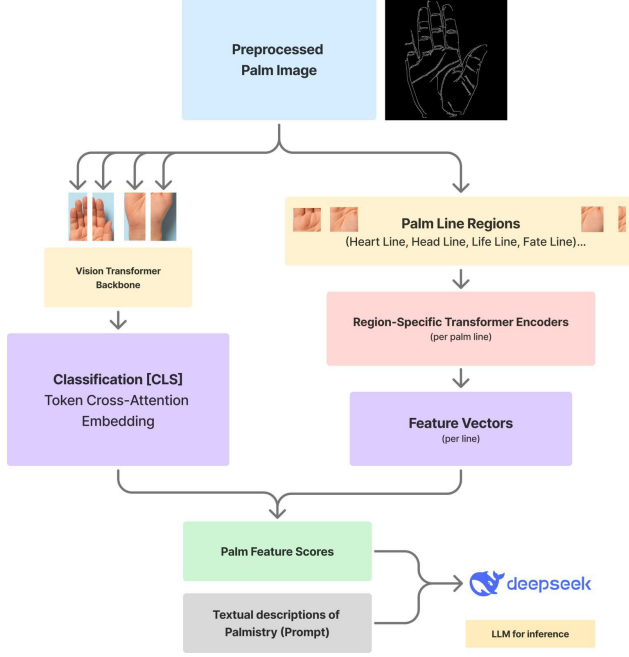 Preprocessed
Palm Image
Palm Line Regions
(Heart Line, Head Line, Life Line, Fate Line)...
Vision Transformer
Backbone
Region-Specific Transformer Encoders
(per palm line)
Classification [CLS]
Token Cross-Attention
Embedding
Feature Vectors
(per line)
Palm Feature Scores
deepseek
Textual descriptions of
Palmistry (Prompt)
LLM for inference